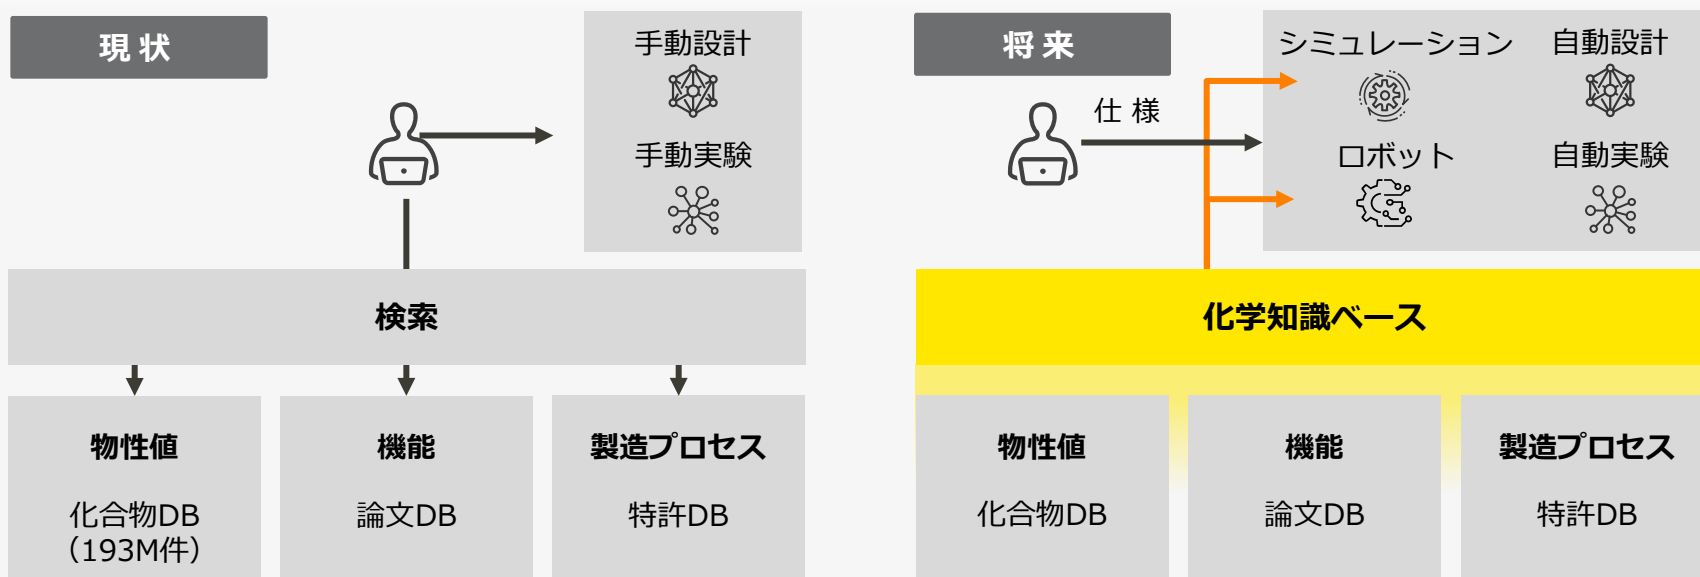 現 状
手動設計
手動実験
検索
物性値
化合物DB
（193M件）
機能
論文DB
製造プロセス
特許DB
将 来
仕 様
シミュレーション
自動設計
ロボット
自動実験
化学知識ベース
物性値
化合物DB
機能
論文DB
製造プロセス
特許DB